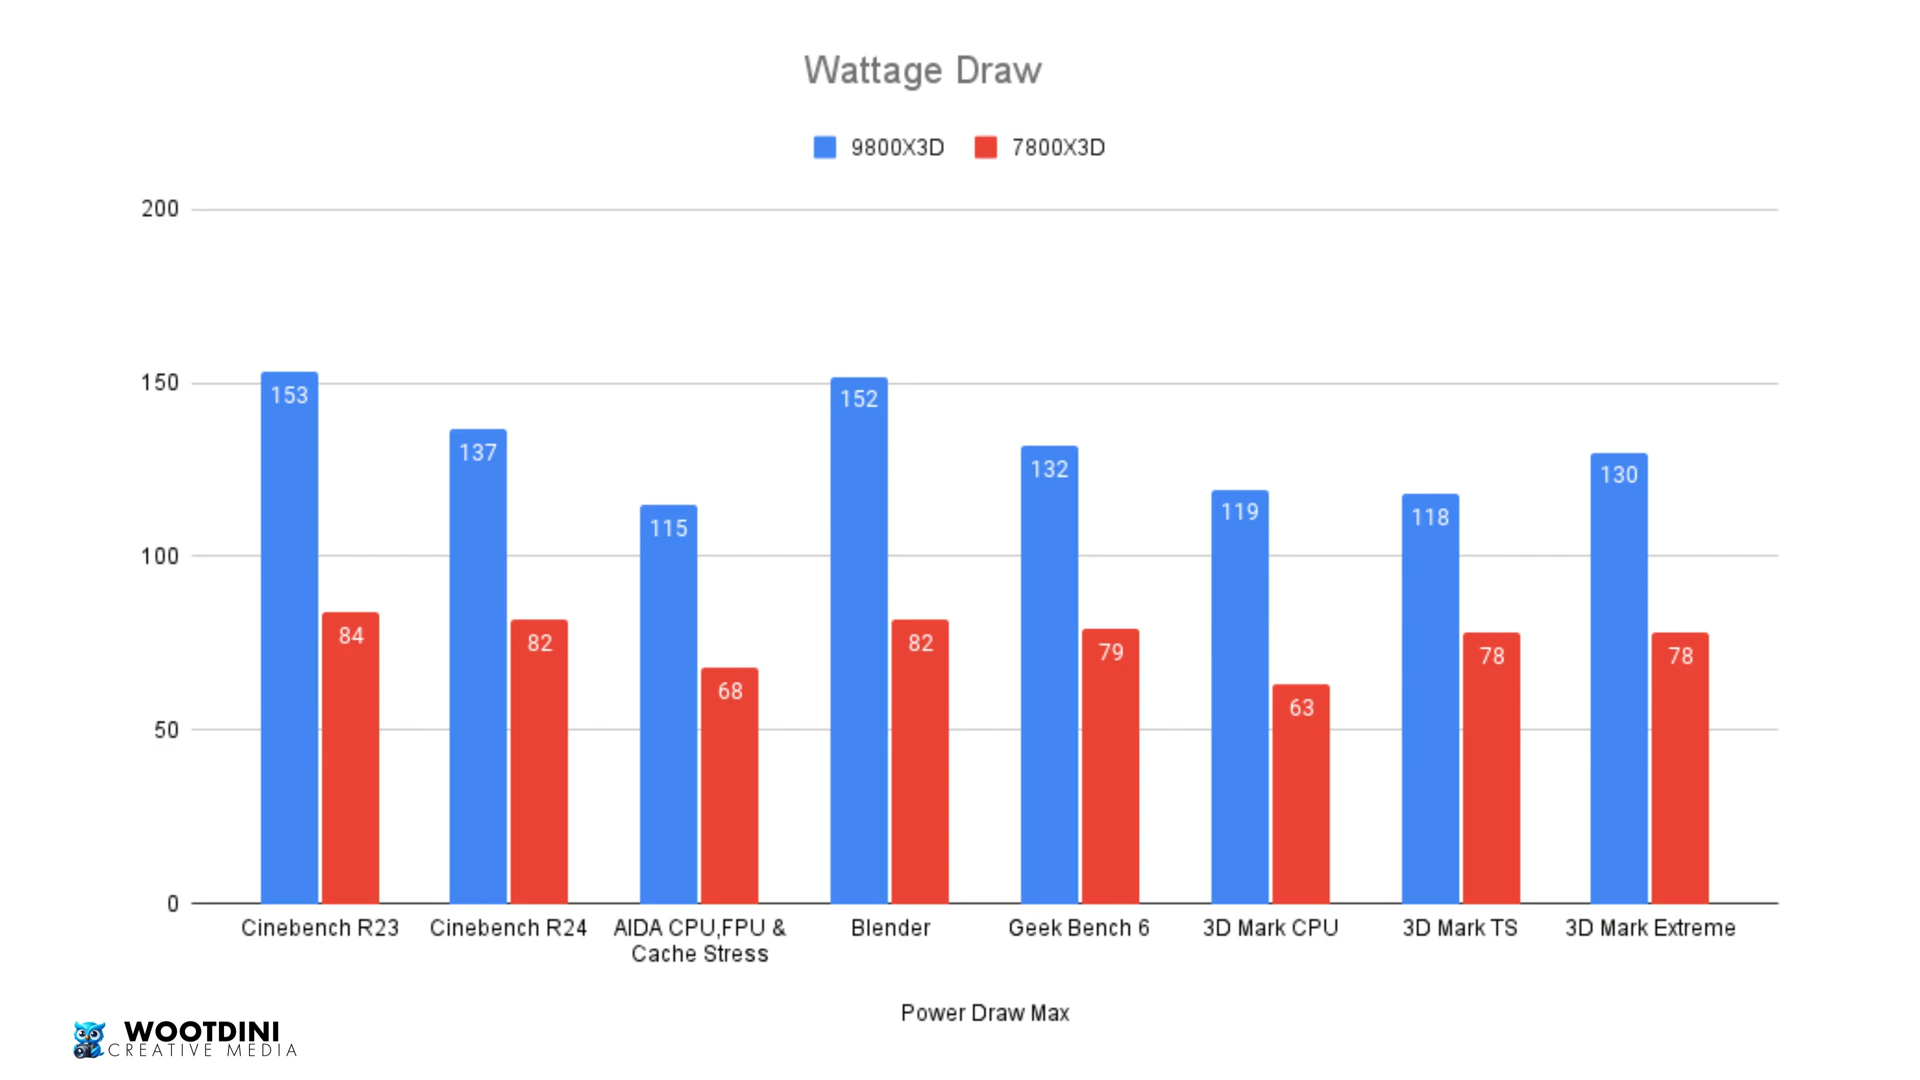 Wattage Draw
9800X3D 7800X3D
200
150
100
50
0
153 84 137 82 115 68 152 82 132 79 119 63 118 78 130 78
Cinebench R23 Cinebench R24 AIDA CPU,FPU & Blender Geek Bench 6 3D Mark CPU 3D Mark TS 3D Mark Extreme
Cache Stress
Power Draw Max
WOOTDINI
CREATIVE MEDIA